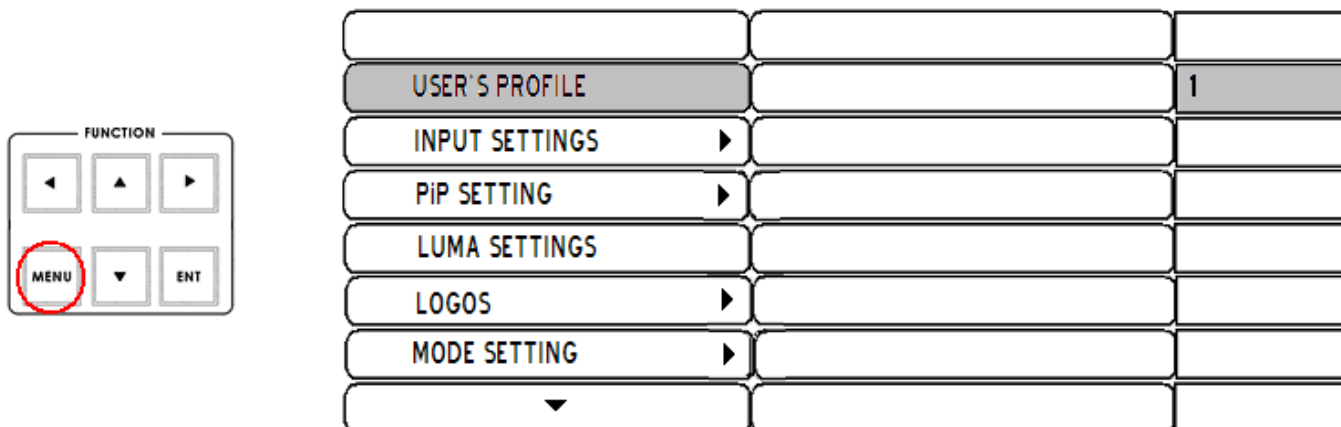 FUNCTION
MENU
ENT
USER'S PROFILE
1
INPUT SETTINGS
PiP SETTING
LUMA SETTINGS
LOGOS
MODE SETTING